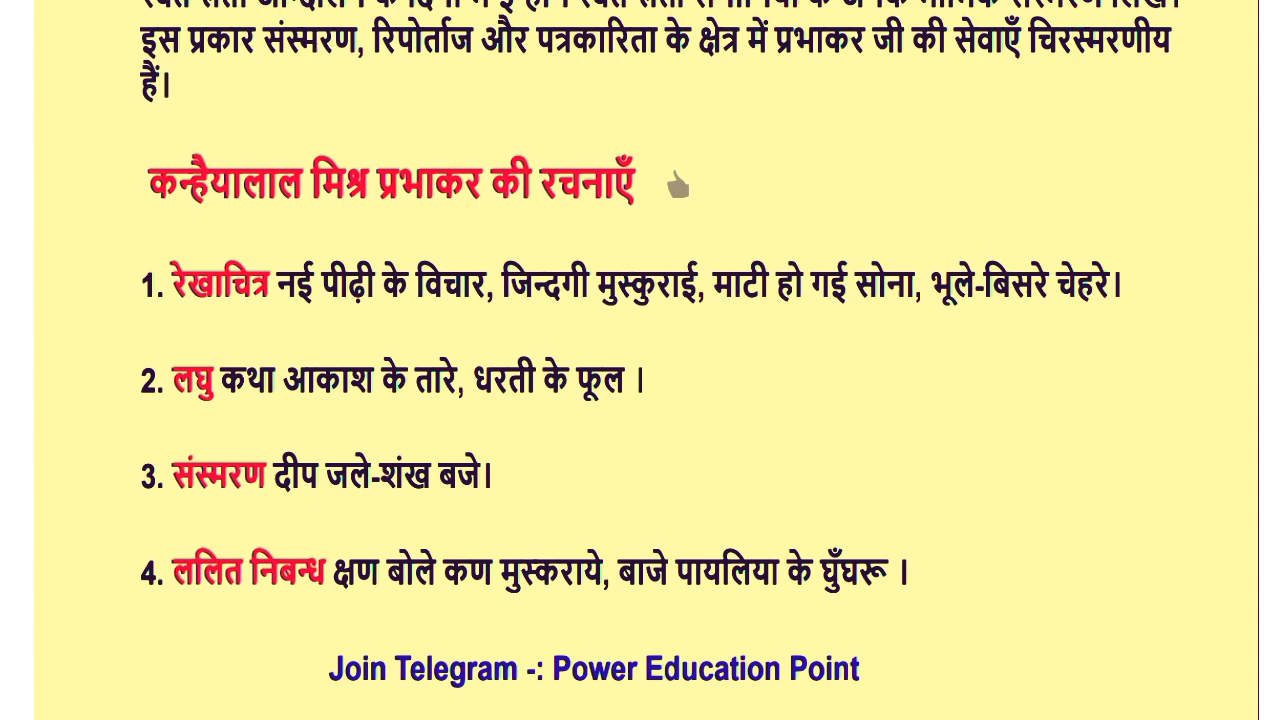 इस प्रकार संस्मरण, रिपोर्ताज और पत्रकारिता के क्षेत्र में प्रभाकर जी की सेवाएँ चिरस्मरणीय
हैं।
कन्हैयालाल मिश्र प्रभाकर की रचनाएँ
1. रेखाचित्र नई पीढ़ी के विचार, जिन्दगी मुस्कुराई, माटी हो गई सोना, भूले-बिसरे चेहरे।
2. लघु कथा आकाश के तारे, धरती के फूल ।
3. संस्मरण दीप जले-शंख बजे।
4. ललित निबन्ध क्षण बोले कण मुस्कराये, बाजे पायलिया के घुँघरू ।
Join Telegram -: Power Education Point